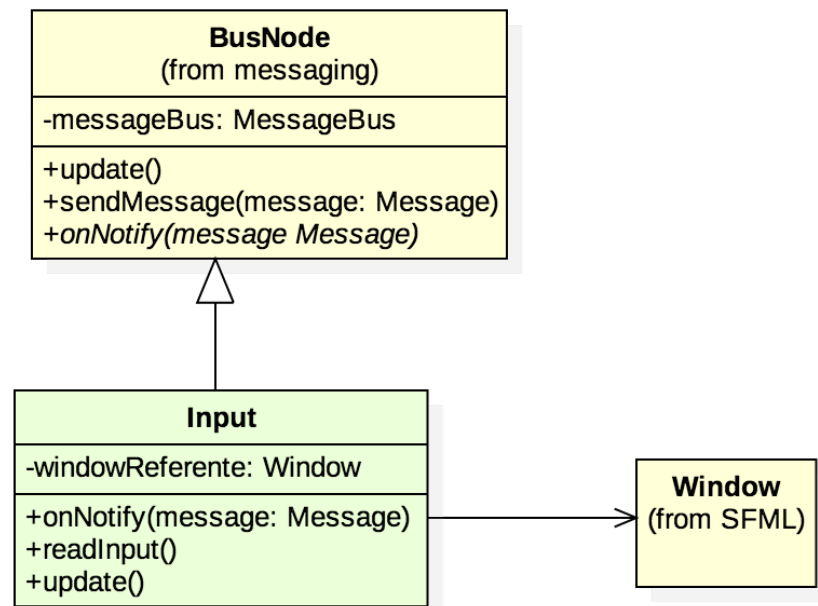 BusNode
(from messaging)
-messageBus: MessageBus
+update()
+sendMessage(message: Message)
+onNotify(message Message)
Input
-windowReferente: Window
+onNotify(message: Message)
+readInput()
+update()
Window
(from SFML)